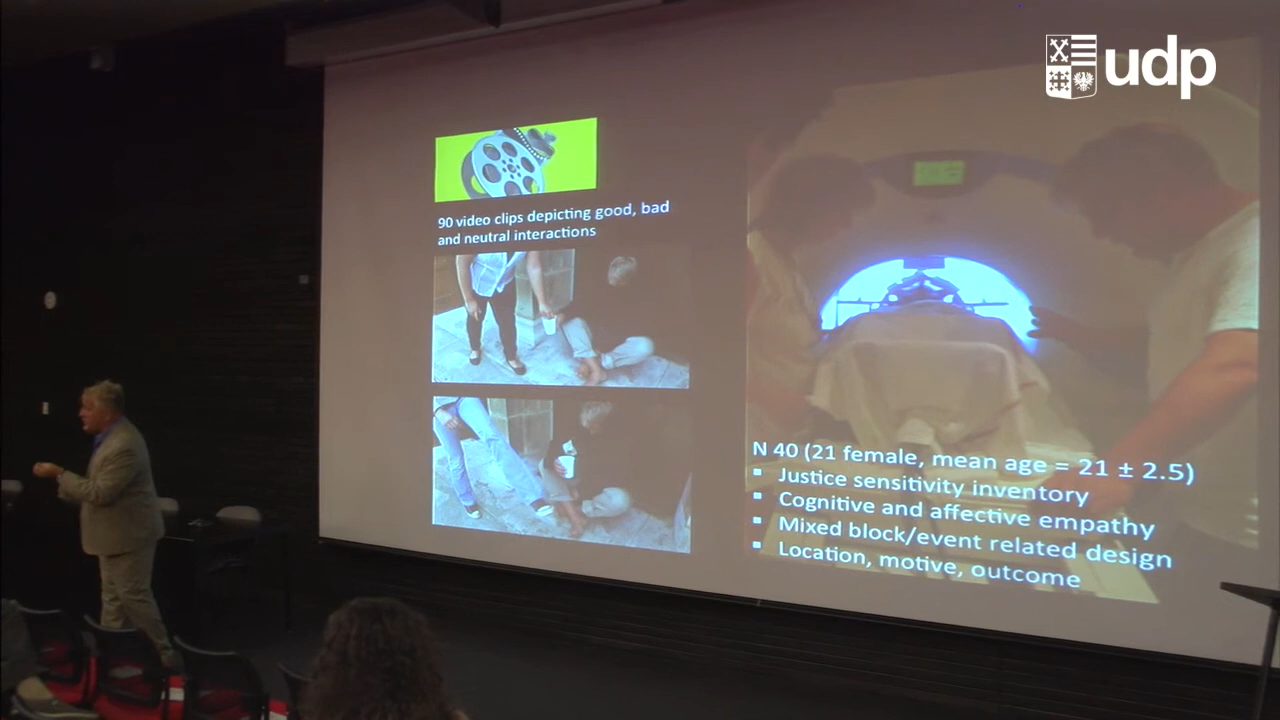 udp
90 video clips depicting good, bad
and neutral interactions
N 40 (21 female, mean age = 21 ± 2.5)
▪ Justice sensitivity inventory
▪ Cognitive and affective empathy
▪ Mixed block/event related design
▪ Location, motive, outcome